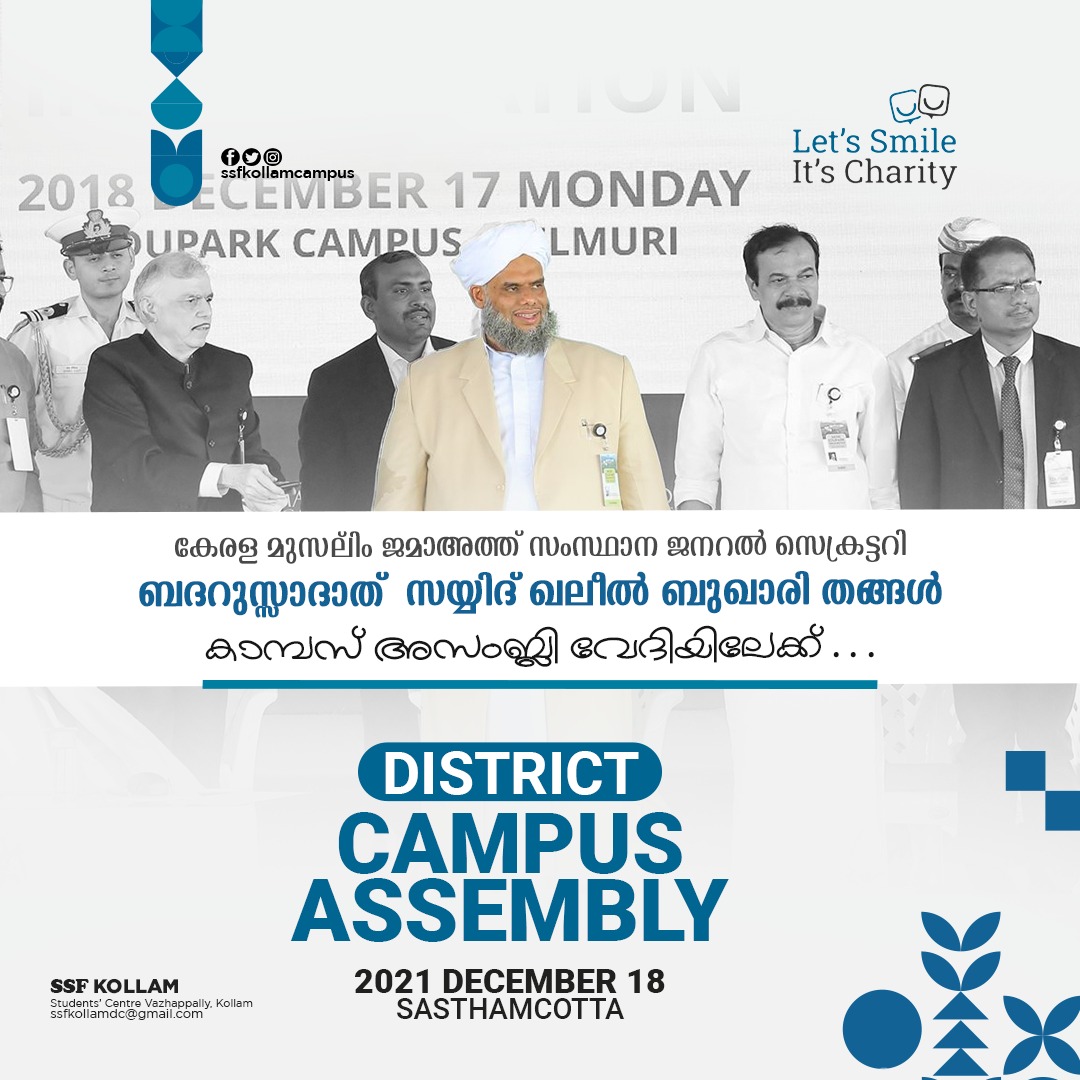 ssfkollamcampus
Let's Smile
It's Charity
2018 DECEMBER 17 MONDAY
CAMPUS
കേരള മുസ്‌ലിം ജമാഅത്ത് സംസ്ഥാന ജനറൽ സെക്രട്ടറി
ബദറുസ്സാദാത് സയ്യിദ് ഖലീൽ ബുഖാരി തങ്ങൾ
കാമ്പസ് അസംബ്ലി വേദിയിലേക്ക് ...
DISTRICT
CAMPUS
ASSEMBLY
2021 DECEMBER 18
SASTHAMCOTTA
SSF KOLLAM
Students' Centre Vazhappally, Kollam
ssfkollamdc@gmail.com